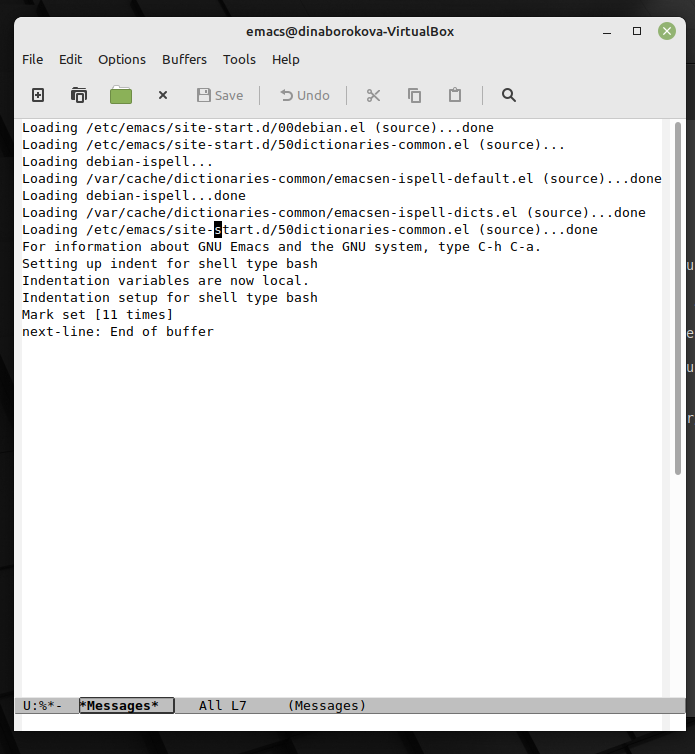 emacs@dinaborokova-VirtualBox
File Edit Options Buffers Tools Help
Save Undo
Loading /etc/emacs/site-start.d/00debian.el (source)...done
Loading /etc/emacs/site-start.d/50dictionaries-common.el (source)...
Loading debian-ispell...
Loading /var/cache/dictionaries-common/emacsen-ispell-default.el (source)...done
Loading debian-ispell...done
Loading /var/cache/dictionaries-common/emacsen-ispell-dicts.el (source)...done
Loading /etc/emacs/site-start.d/50dictionaries-common.el (source)...done
For information about GNU Emacs and the GNU system, type C-h C-a.
Setting up indent for shell type bash
Indentation variables are now local.
Indentation setup for shell type bash
Mark set [11 times]
next-line: End of buffer
U:%*- *Messages* All L7 (Messages)